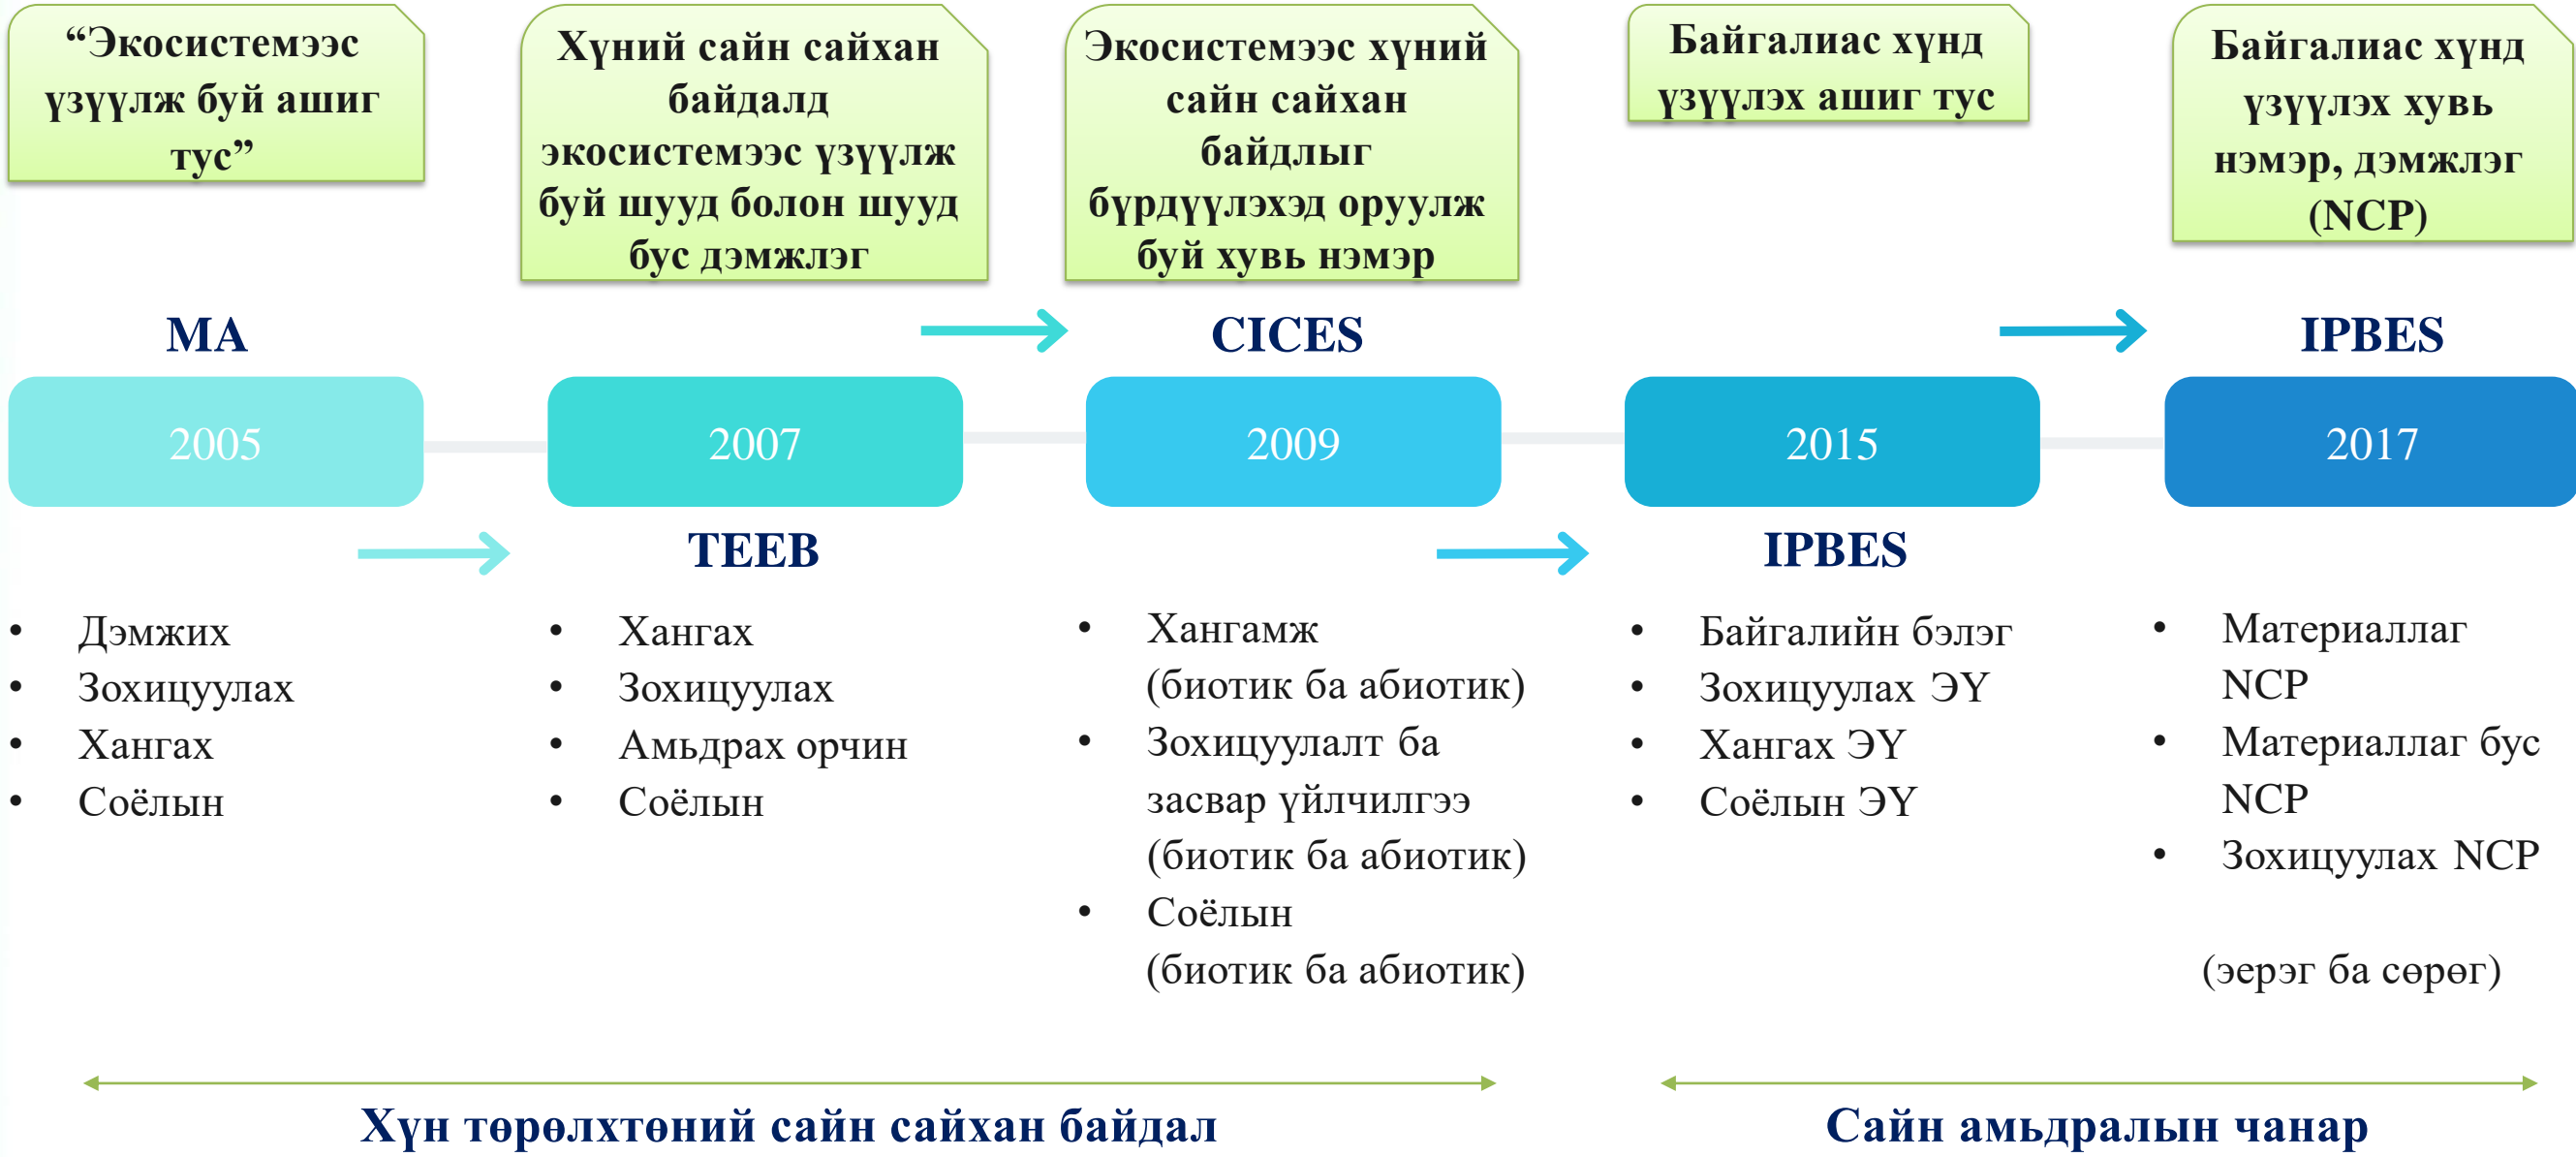 “Экосистемээс
үзүүлж буй ашиг
тус”
Хүний сайн сайхан
байдалд
экосистемээс үзүүлж
буй шууд болон шууд
бус дэмжлэг
Экосистемээс хүний
сайн сайхан
байдлыг
бүрдүүлэхэд оруулж
буй хувь нэмэр
Байгалиас хүнд
үзүүлэх ашиг тус
Байгалиас хүнд
үзүүлэх хувь
нэмэр, дэмжлэг
(NCP)
MA
CICES
IPBES
2005
2007
2009
2015
2017
TEEB
IPBES
• Дэмжих
• Зохицуулах
• Хангах
• Соёлын
• Хангах
• Зохицуулах
• Амьдрах орчин
• Соёлын
• Хангамж
(биотик ба абиотик)
• Зохицуулалт ба
засвар үйлчилгээ
(биотик ба абиотик)
• Соёлын
(биотик ба абиотик)
• Байгалийн бэлэг
• Зохицуулах ЭҮ
• Хангах ЭҮ
• Соёлын ЭҮ
• Материаллаг
NCP
• Материаллаг бус
NCP
• Зохицуулах NCP
(эерэг ба сөрөг)
Хүн төрөлхтөний сайн сайхан байдал
Сайн амьдралын чанар